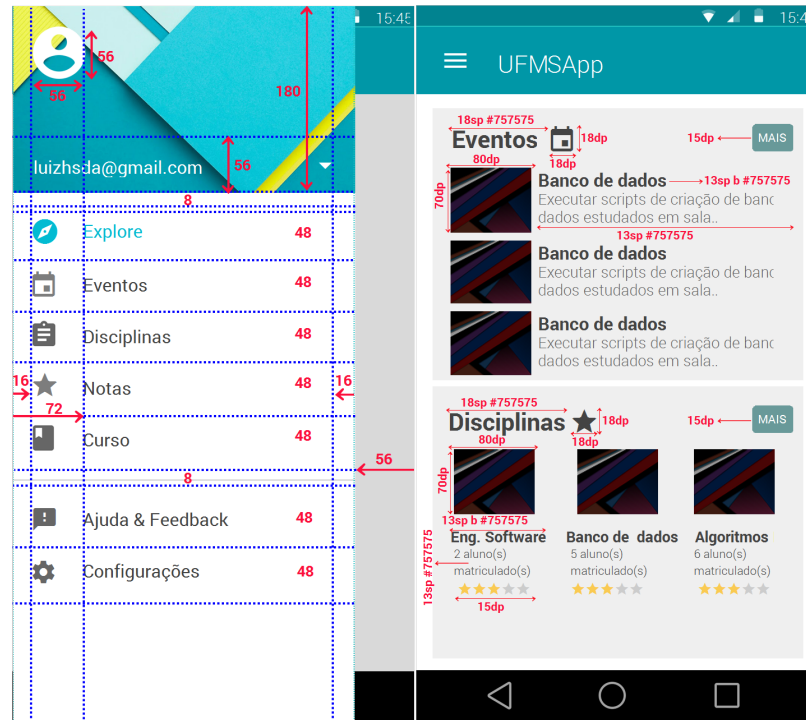 15:45
56
56
180
luizhsda@gmail.com
56
8
Explore
48
Eventos
48
Disciplinas
48
16
Notas
48
16
72
Curso
48
56
8
Ajuda & Feedback
48
Configurações
48
15:4
UFMSApp
18sp #757575
Eventos
18dp
18dp
15dp
MAIS
80dp
70dp
Banco de dados
13sp b #757575
Executar scripts de criação de banc
dados estudados em sala..
13sp #757575
Banco de dados
Executar scripts de criação de banc
dados estudados em sala..
Banco de dados
Executar scripts de criação de banc
dados estudados em sala..
18sp #757575
Disciplinas
18dp
18dp
15dp
MAIS
80dp
70dp
13sp b #757575
Eng. Software
2 aluno(s)
matriculado(s)
13sp #757575
15dp
Banco de dados
5 aluno(s)
matriculado(s)
Algoritmos
6 aluno(s)
matriculado(s)